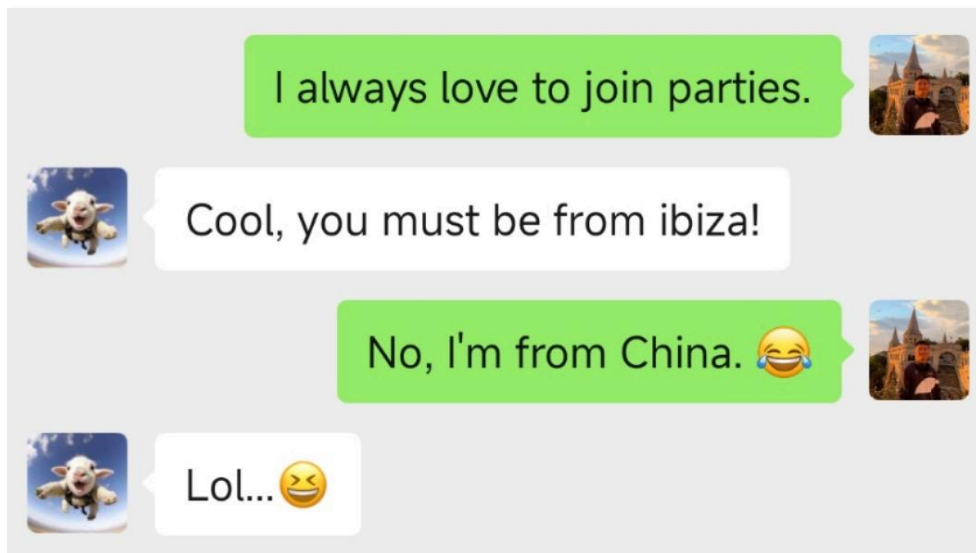 I always love to join parties.
Cool, you must be from ibiza!
No, I'm from China. 😂
Lol...😆